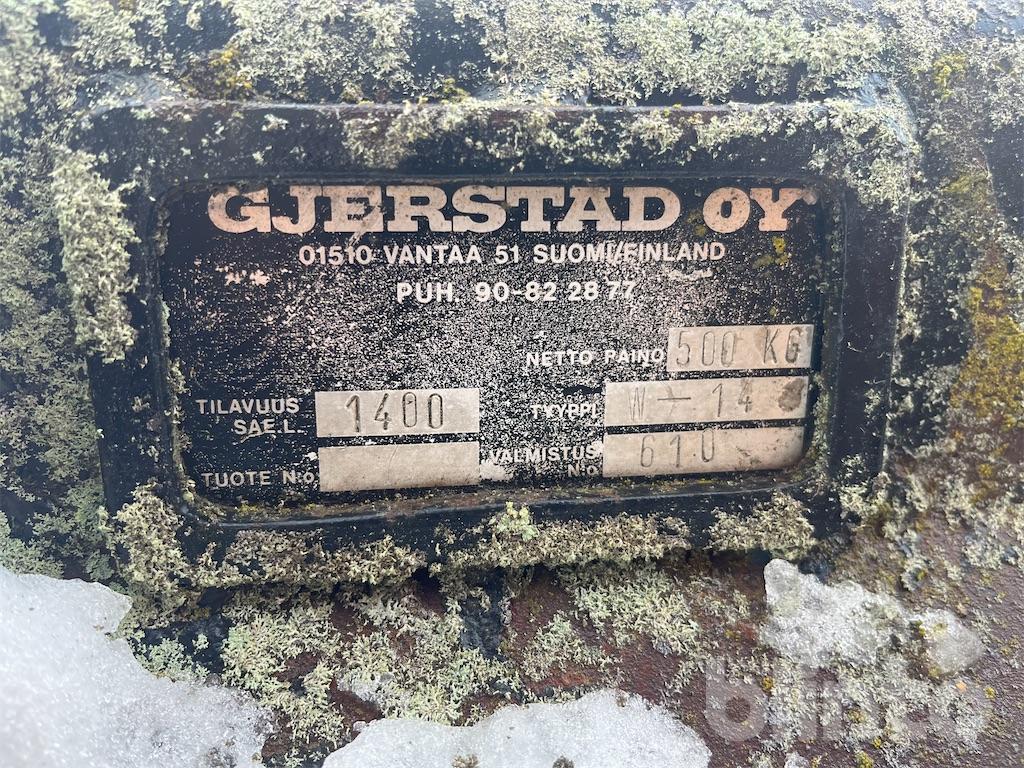 GJERSTAD OY
01510 VANTAA 51 SUOMI/FINLAND
PUH. 90-82 28 77
NETTO PAINO 500 KG
TILAVUUS SAE.L. 1400
TYYPPI W-14
TUOTE N:o
VALMISTUS N:o 610
blinto